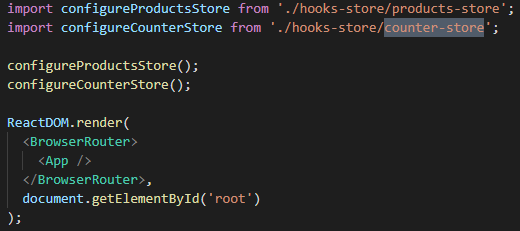 import configureProductsStore from './hooks-store/products-store';
import configureCounterStore from './hooks-store/counter-store';

configureProductsStore();
configureCounterStore();

ReactDOM.render(
  <BrowserRouter>
    <App />
  </BrowserRouter>,
  document.getElementById('root')
);